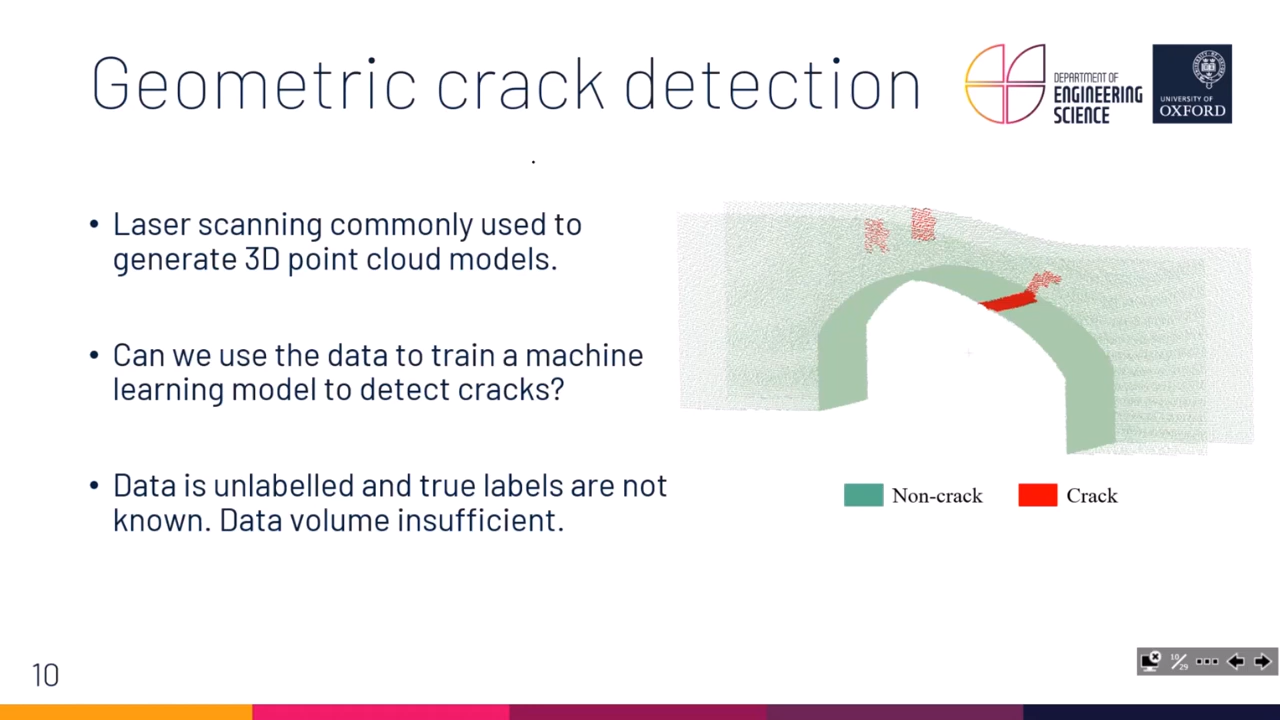 Geometric crack detection
DEPARTMENT OF
ENGINEERING
SCIENCE
UNIVERSITY OF
OXFORD
• Laser scanning commonly used to
generate 3D point cloud models.
• Can we use the data to train a machine
learning model to detect cracks?
• Data is unlabelled and true labels are not
known. Data volume insufficient.
Non-crack
Crack
10
10/29